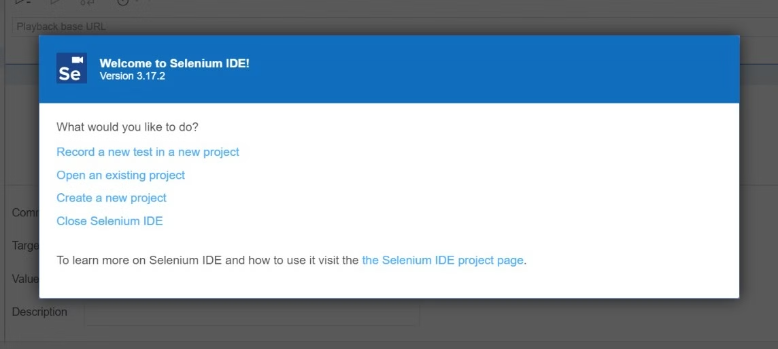 Playback base URL
Se
Welcome to Selenium IDE!
Version 3.17.2
What would you like to do?
Record a new test in a new project
Open an existing project
Create a new project
Close Selenium IDE
To learn more on Selenium IDE and how to use it visit the the Selenium IDE project page.
Comm
Targe
Value
Description